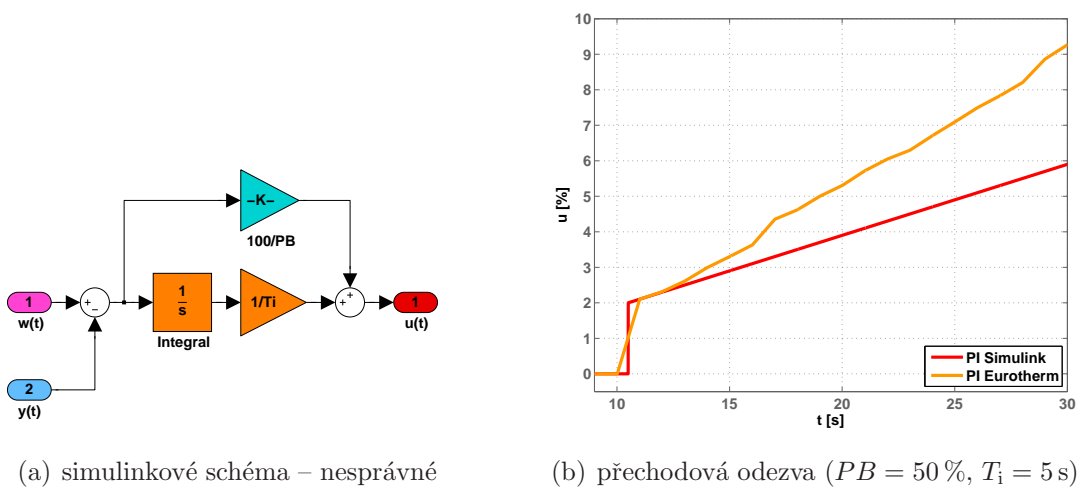 –K–
100/PB
1
w(t)
+
–
1
s
Integral
1/Ti
+
+
1
u(t)
2
y(t)
(a) simulinkové schéma – nesprávné
10
9
8
7
6
5
4
3
2
1
0
u [%]
10 15 20 25 30
t [s]
PI Simulink
PI Eurotherm
(b) přechodová odezva (PB = 50 %, Ti = 5 s)